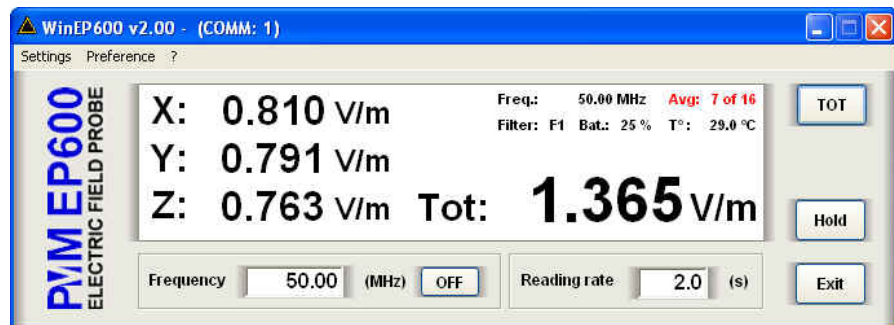 WinEP600 v2.00 - (COMM: 1)
Settings Preference ?
PMM EP600
ELECTRIC FIELD PROBE
X: 0.810 V/m
Y: 0.791 V/m
Z: 0.763 V/m
Freq.: 50.00 MHz Avg: 7 of 16
Filter: F1 Bat.: 25 % T°: 29.0 °C
Tot: 1.365 V/m
TOT
Hold
Exit
Frequency 50.00 (MHz) OFF
Reading rate 2.0 (s)